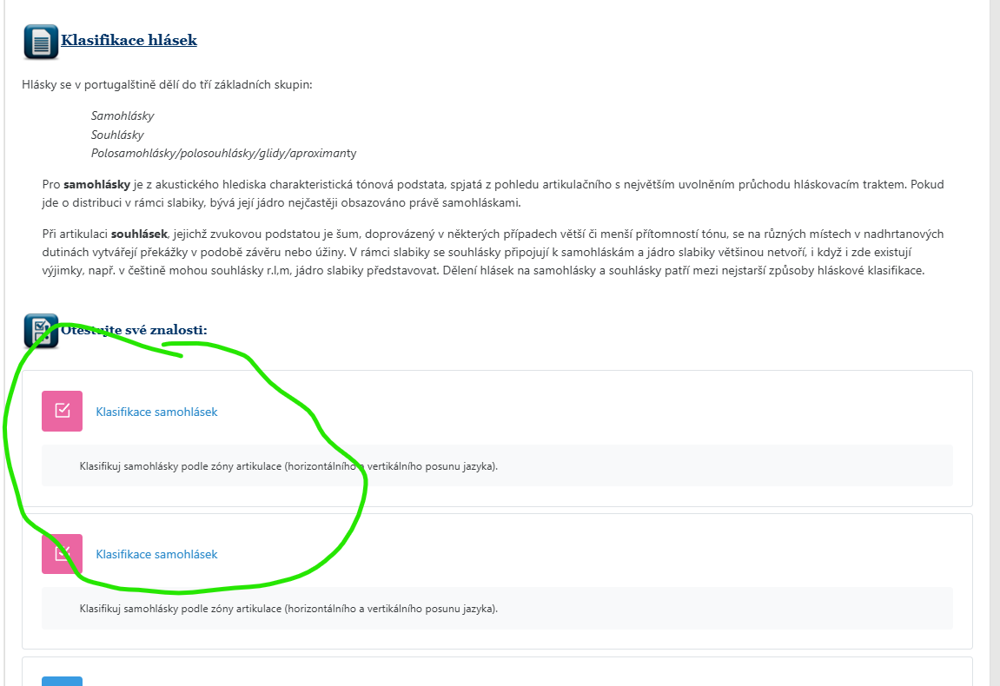 Klasifikace hlásek
Hlásky se v portugalštině dělí do tří základních skupin:
Samohlásky
Souhlásky
Polosamohlásky/polosouhlásky/glidy/aproximanty
Pro samohlásky je z akustického hlediska charakteristická tónová podstata, spjatá z pohledu artikulačního s největším uvolněním průchodu hláskovacím traktem. Pokud
jde o distribuci v rámci slabiky, bývá její jádro nejčastěji obsazováno právě samohláskami.
Při artikulaci souhlásek, jejichž zvukovou podstatou je šum, doprovázený v některých případech větší či menší přítomností tónu, se na různých místech v nadhrtanových
dutinách vytvářejí překážky v podobě závěru nebo úžiny. V rámci slabiky se souhlásky připojují k samohláskám a jádro slabiky většinou netvoří, i když i zde existují
výjimky, např. v češtině mohou souhlásky r.l,m, jádro slabiky představovat. Dělení hlásek na samohlásky a souhlásky patří mezi nejstarší způsoby hláskové klasifikace.
Otestujte své znalosti:
Klasifikace samohlásek
Klasifikuj samohlásky podle zóny artikulace (horizontálního a vertikálního posunu jazyka).
Klasifikace samohlásek
Klasifikuj samohlásky podle zóny artikulace (horizontálního a vertikálního posunu jazyka).